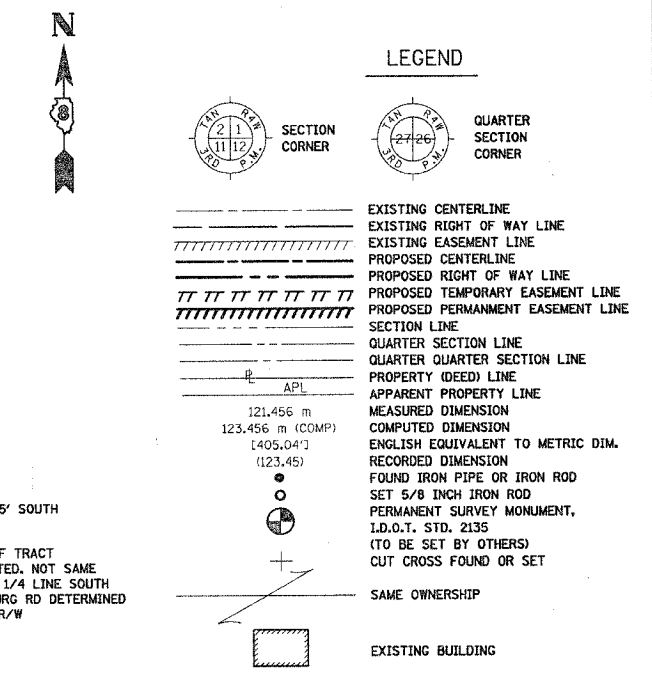 N
8
LEGEND
T4N R4W
2 1
11 12
3RD P.M.
SECTION
CORNER
T4N R4W
27 26
3RD P.M.
QUARTER
SECTION
CORNER
EXISTING CENTERLINE
EXISTING RIGHT OF WAY LINE
EXISTING EASEMENT LINE
PROPOSED CENTERLINE
PROPOSED RIGHT OF WAY LINE
PROPOSED TEMPORARY EASEMENT LINE
PROPOSED PERMANMENT EASEMENT LINE
SECTION LINE
QUARTER SECTION LINE
QUARTER QUARTER SECTION LINE
PL PROPERTY (DEED) LINE
APL APPARENT PROPERTY LINE
121.456 m MEASURED DIMENSION
123.456 m (COMP) COMPUTED DIMENSION
[405.04'] ENGLISH EQUIVALENT TO METRIC DIM.
(123.45) RECORDED DIMENSION
FOUND IRON PIPE OR IRON ROD
SET 5/8 INCH IRON ROD
PERMANENT SURVEY MONUMENT,
I.D.O.T. STD. 2135
(TO BE SET BY OTHERS)
CUT CROSS FOUND OR SET
SAME OWNERSHIP
EXISTING BUILDING
5' SOUTH
F TRACT
TED. NOT SAME
1/4 LINE SOUTH
RG RD DETERMINED
R/W